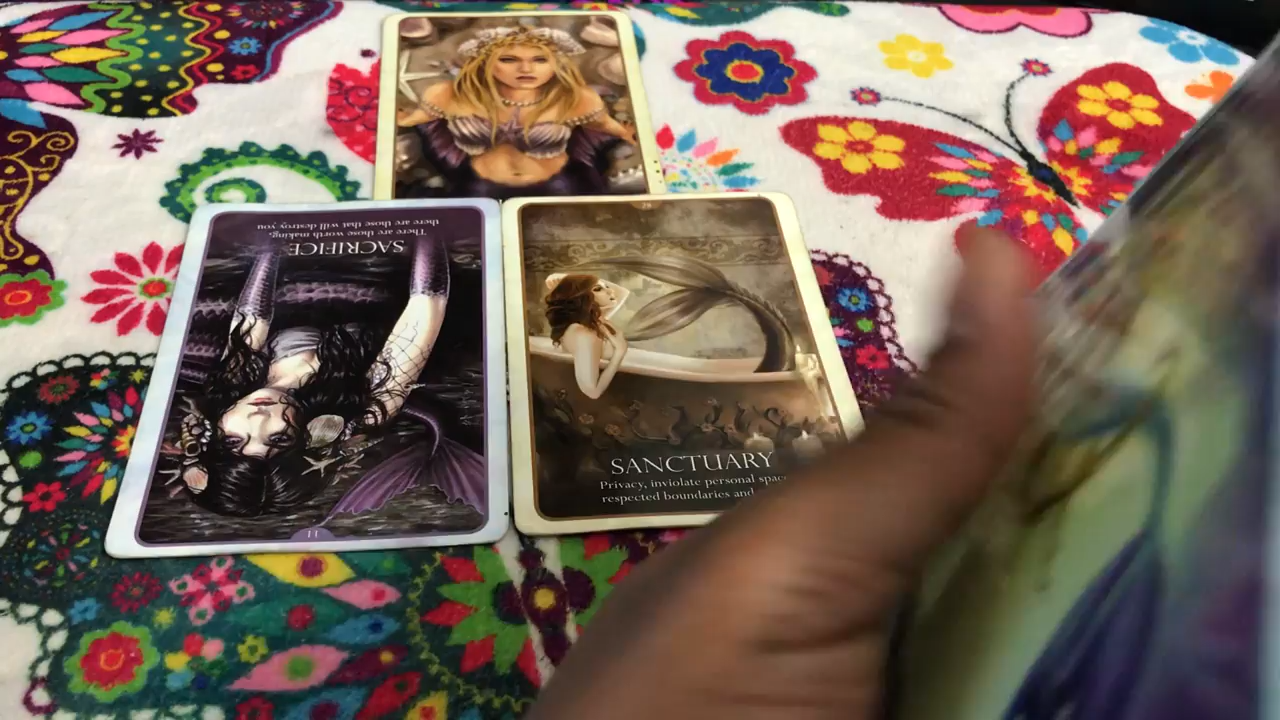 SACRIFICE
There are those worth making,
there are those that will destroy you
11
SANCTUARY
Privacy, inviolate personal space
respected boundaries and